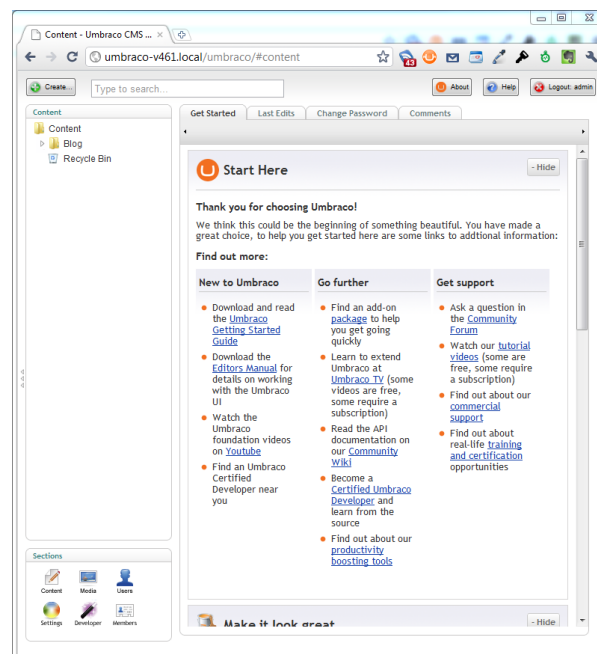 Content - Umbraco CMS ...
umbraco-v461.local/umbraco/#content
43
Create...
Type to search...
About
Help
Logout: admin
Content
Content
Blog
Recycle Bin
Get Started
Last Edits
Change Password
Comments
Start Here
- Hide
Thank you for choosing Umbraco!
We think this could be the beginning of something beautiful. You have made a
great choice, to help you get started here are some links to addtional information:
Find out more:
New to Umbraco
Download and read
the Umbraco
Getting Started
Guide
Download the
Editors Manual for
details on working
with the Umbraco
UI
Watch the
Umbraco
foundation videos
on Youtube
Find an Umbraco
Certified
Developer near
you
Go further
Find an add-on
package to help
you get going
quickly
Learn to extend
Umbraco at
Umbraco TV (some
videos are free,
some require a
subscription)
Read the API
documentation on
our Community
Wiki
Become a
Certified Umbraco
Developer and
learn from the
source
Find out about our
productivity
boosting tools
Get support
Ask a question in
the Community
Forum
Watch our tutorial
videos (some are
free, some require
a subscription)
Find out about our
commercial
support
Find out about
real-life training
and certification
opportunities
Sections
Content
Media
Users
Settings
Developer
Members
Make it look great
- Hide